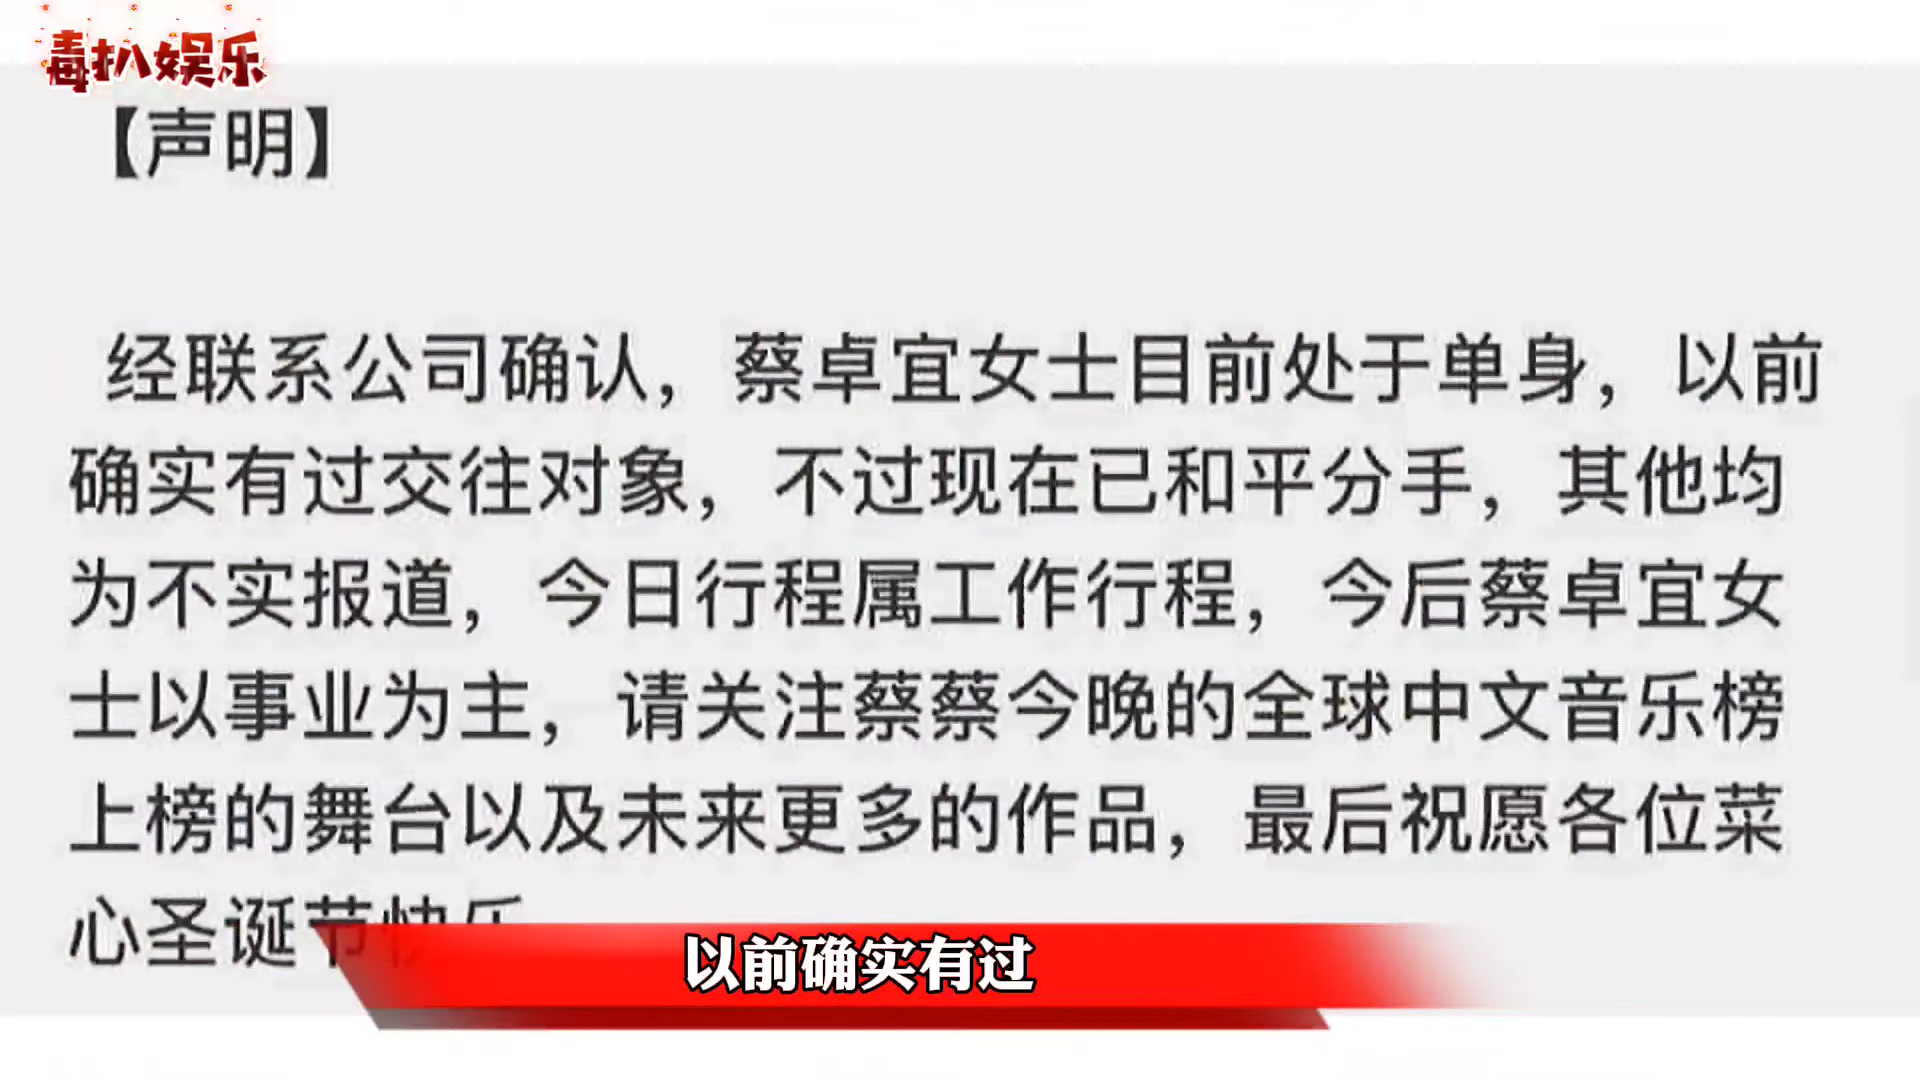 毒扒娱乐
【声明】
经联系公司确认，蔡卓宜女士目前处于单身，以前
确实有过交往对象，不过现在已和平分手，其他均
为不实报道，今日行程属工作行程，今后蔡卓宜女
士以事业为主，请关注蔡蔡今晚的全球中文音乐榜
上榜的舞台以及未来更多的作品，最后祝愿各位菜
心圣诞节快乐
以前确实有过